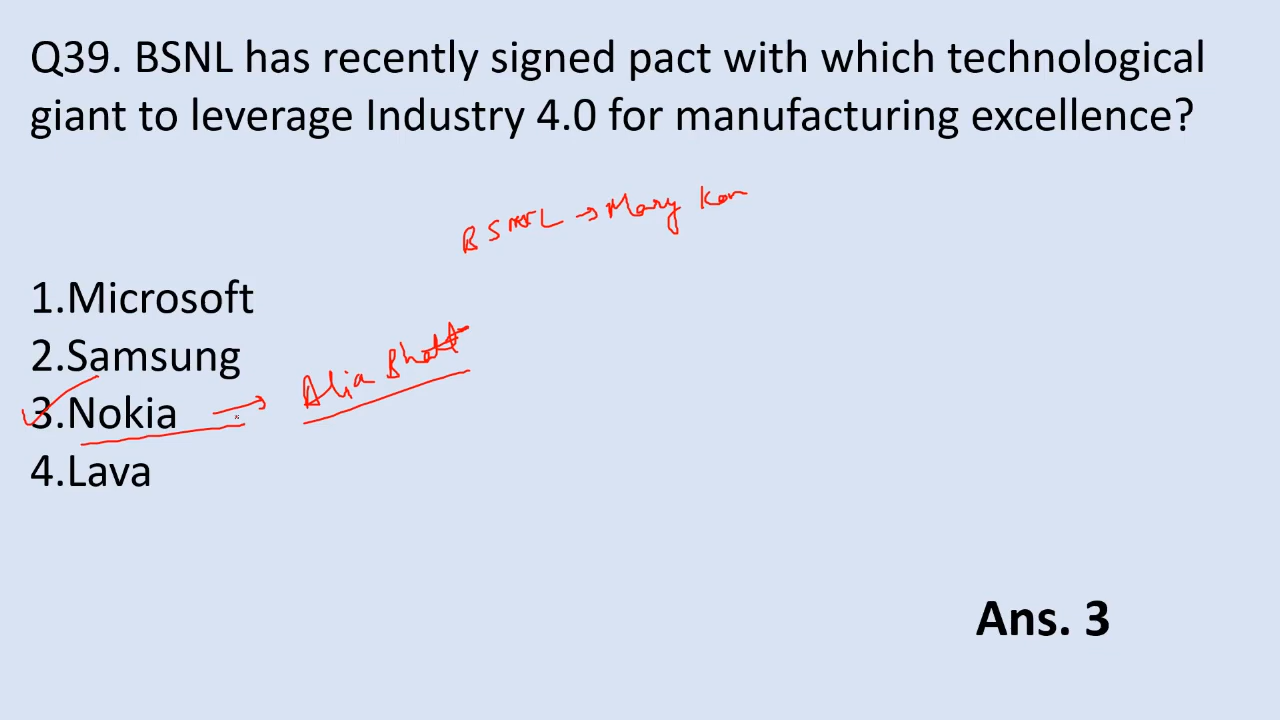 Q39. BSNL has recently signed pact with which technological
giant to leverage Industry 4.0 for manufacturing excellence?
BSNL → Mary Kom
1.Microsoft
2.Samsung
3.Nokia → Alia Bhatt
4.Lava
Ans. 3